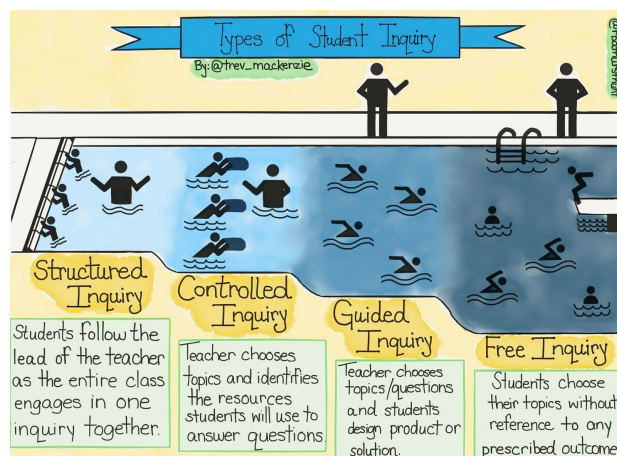 Types of Student Inquiry
By: @trev_mackenzie
Structured
Inquiry
Students follow the
lead of the teacher
as the entire class
engages in one
inquiry together.
Controlled
Inquiry
Teacher chooses
topics and identifies
the resources
students will use to
answer questions.
Guided
Inquiry
Teacher chooses
topics/questions
and students
design product or
solution.
Free Inquiry
Students choose
their topics without
reference to any
prescribed outcome